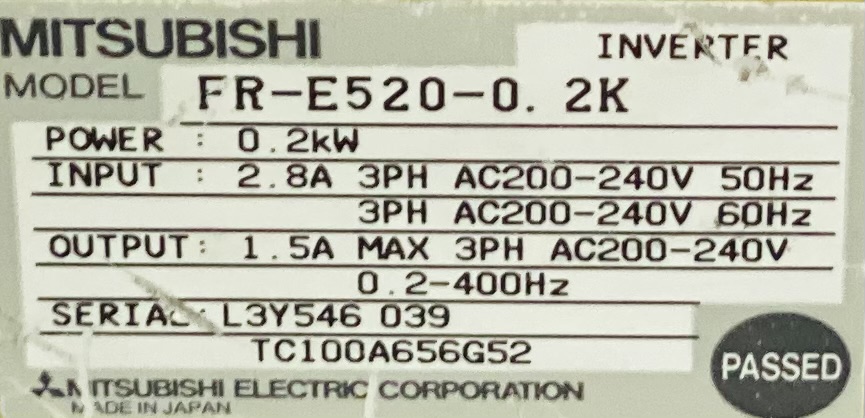 MITSUBISHI
INVERTER
MODEL FR-E520-0.2K
POWER : 0.2kW
INPUT : 2.8A 3PH AC200-240V 50Hz
3PH AC200-240V 60Hz
OUTPUT: 1.5A MAX 3PH AC200-240V
0.2-400Hz
SERIAL: L3Y546 039
TC100A656G52
PASSED
MITSUBISHI ELECTRIC CORPORATION
MADE IN JAPAN